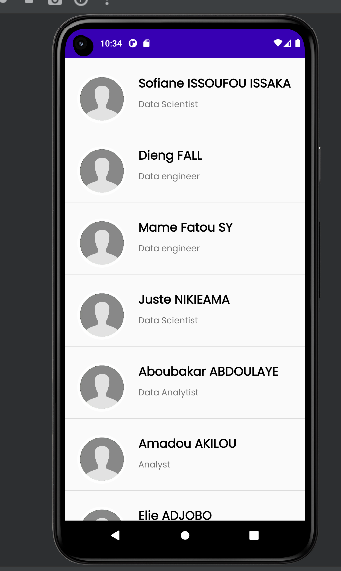 10:34
Sofiane ISSOUFOU ISSAKA
Data Scientist
Dieng FALL
Data engineer
Mame Fatou SY
Data engineer
Juste NIKIEAMA
Data Scientist
Aboubakar ABDOULAYE
Data Analytist
Amadou AKILOU
Analyst
Elie ADJOBO